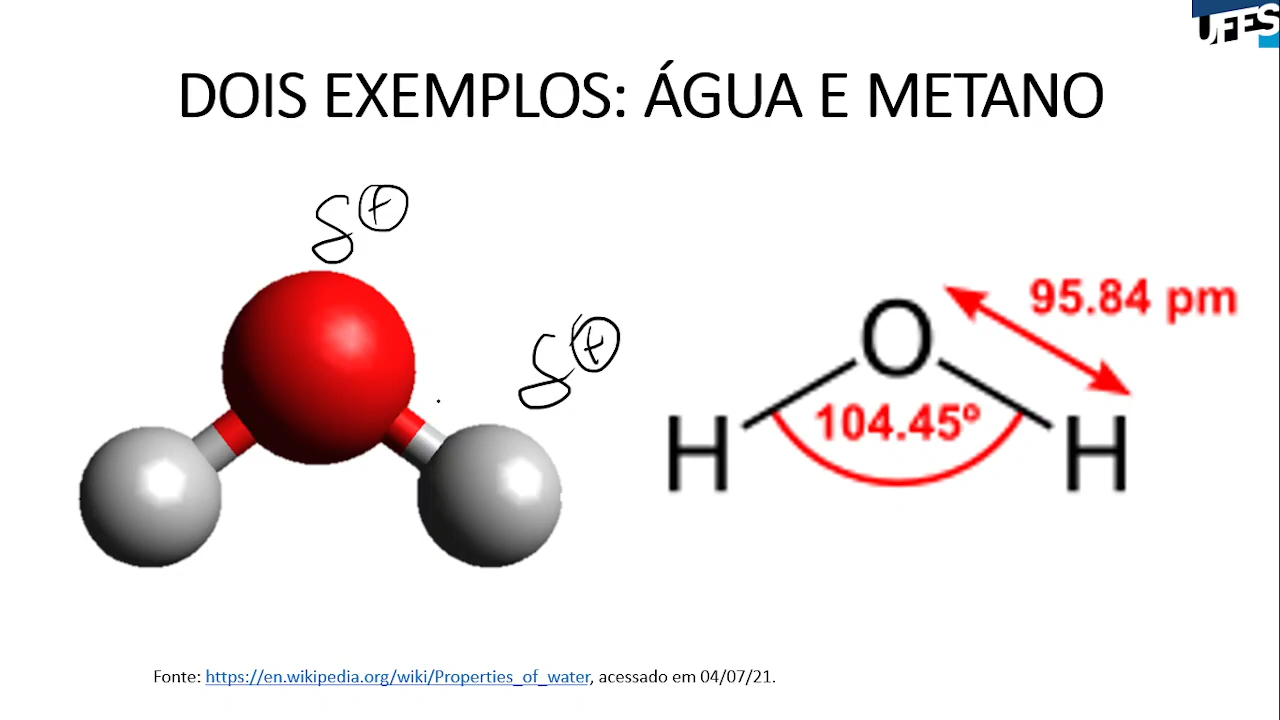 UFES
DOIS EXEMPLOS: ÁGUA E METANO
δ+
δ+
95.84 pm
O
104.45º
H H
Fonte: https://en.wikipedia.org/wiki/Properties_of_water, acessado em 04/07/21.